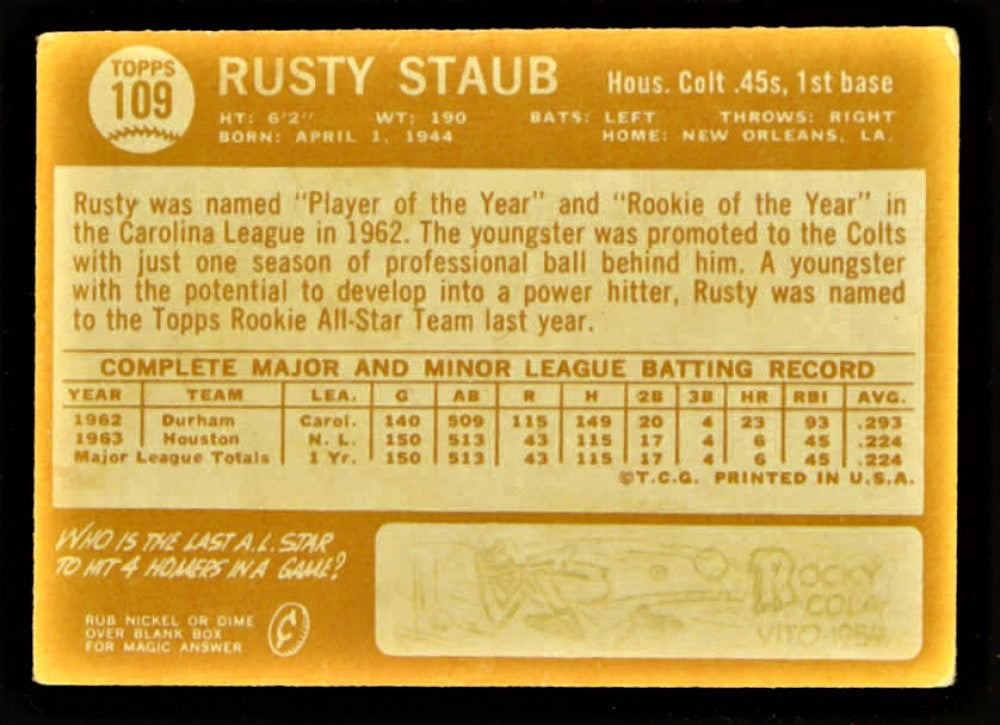 TOPPS
109
RUSTY STAUB
Hous. Colt .45s, 1st base
HT: 6'2" WT: 190 BATS: LEFT THROWS: RIGHT
BORN: APRIL 1, 1944 HOME: NEW ORLEANS, LA.
Rusty was named "Player of the Year" and "Rookie of the Year" in
the Carolina League in 1962. The youngster was promoted to the Colts
with just one season of professional ball behind him. A youngster
with the potential to develop into a power hitter, Rusty was named
to the Topps Rookie All-Star Team last year.
COMPLETE MAJOR AND MINOR LEAGUE BATTING RECORD
YEAR TEAM LEA. G AB R H 2B 3B HR RBI AVG.
1962 Durham Carol. 140 509 115 149 20 4 23 93 .293
1963 Houston N. L. 150 513 43 115 17 4 6 45 .224
Major League Totals 1 Yr. 150 513 43 115 17 4 6 45 .224
©T.C.G. PRINTED IN U.S.A.
WHO IS THE LAST A.L. STAR
TO HIT 4 HOMERS IN A GAME?
RUB NICKEL OR DIME
OVER BLANK BOX
FOR MAGIC ANSWER
¢
ROCKY
COLA
VITO-1959